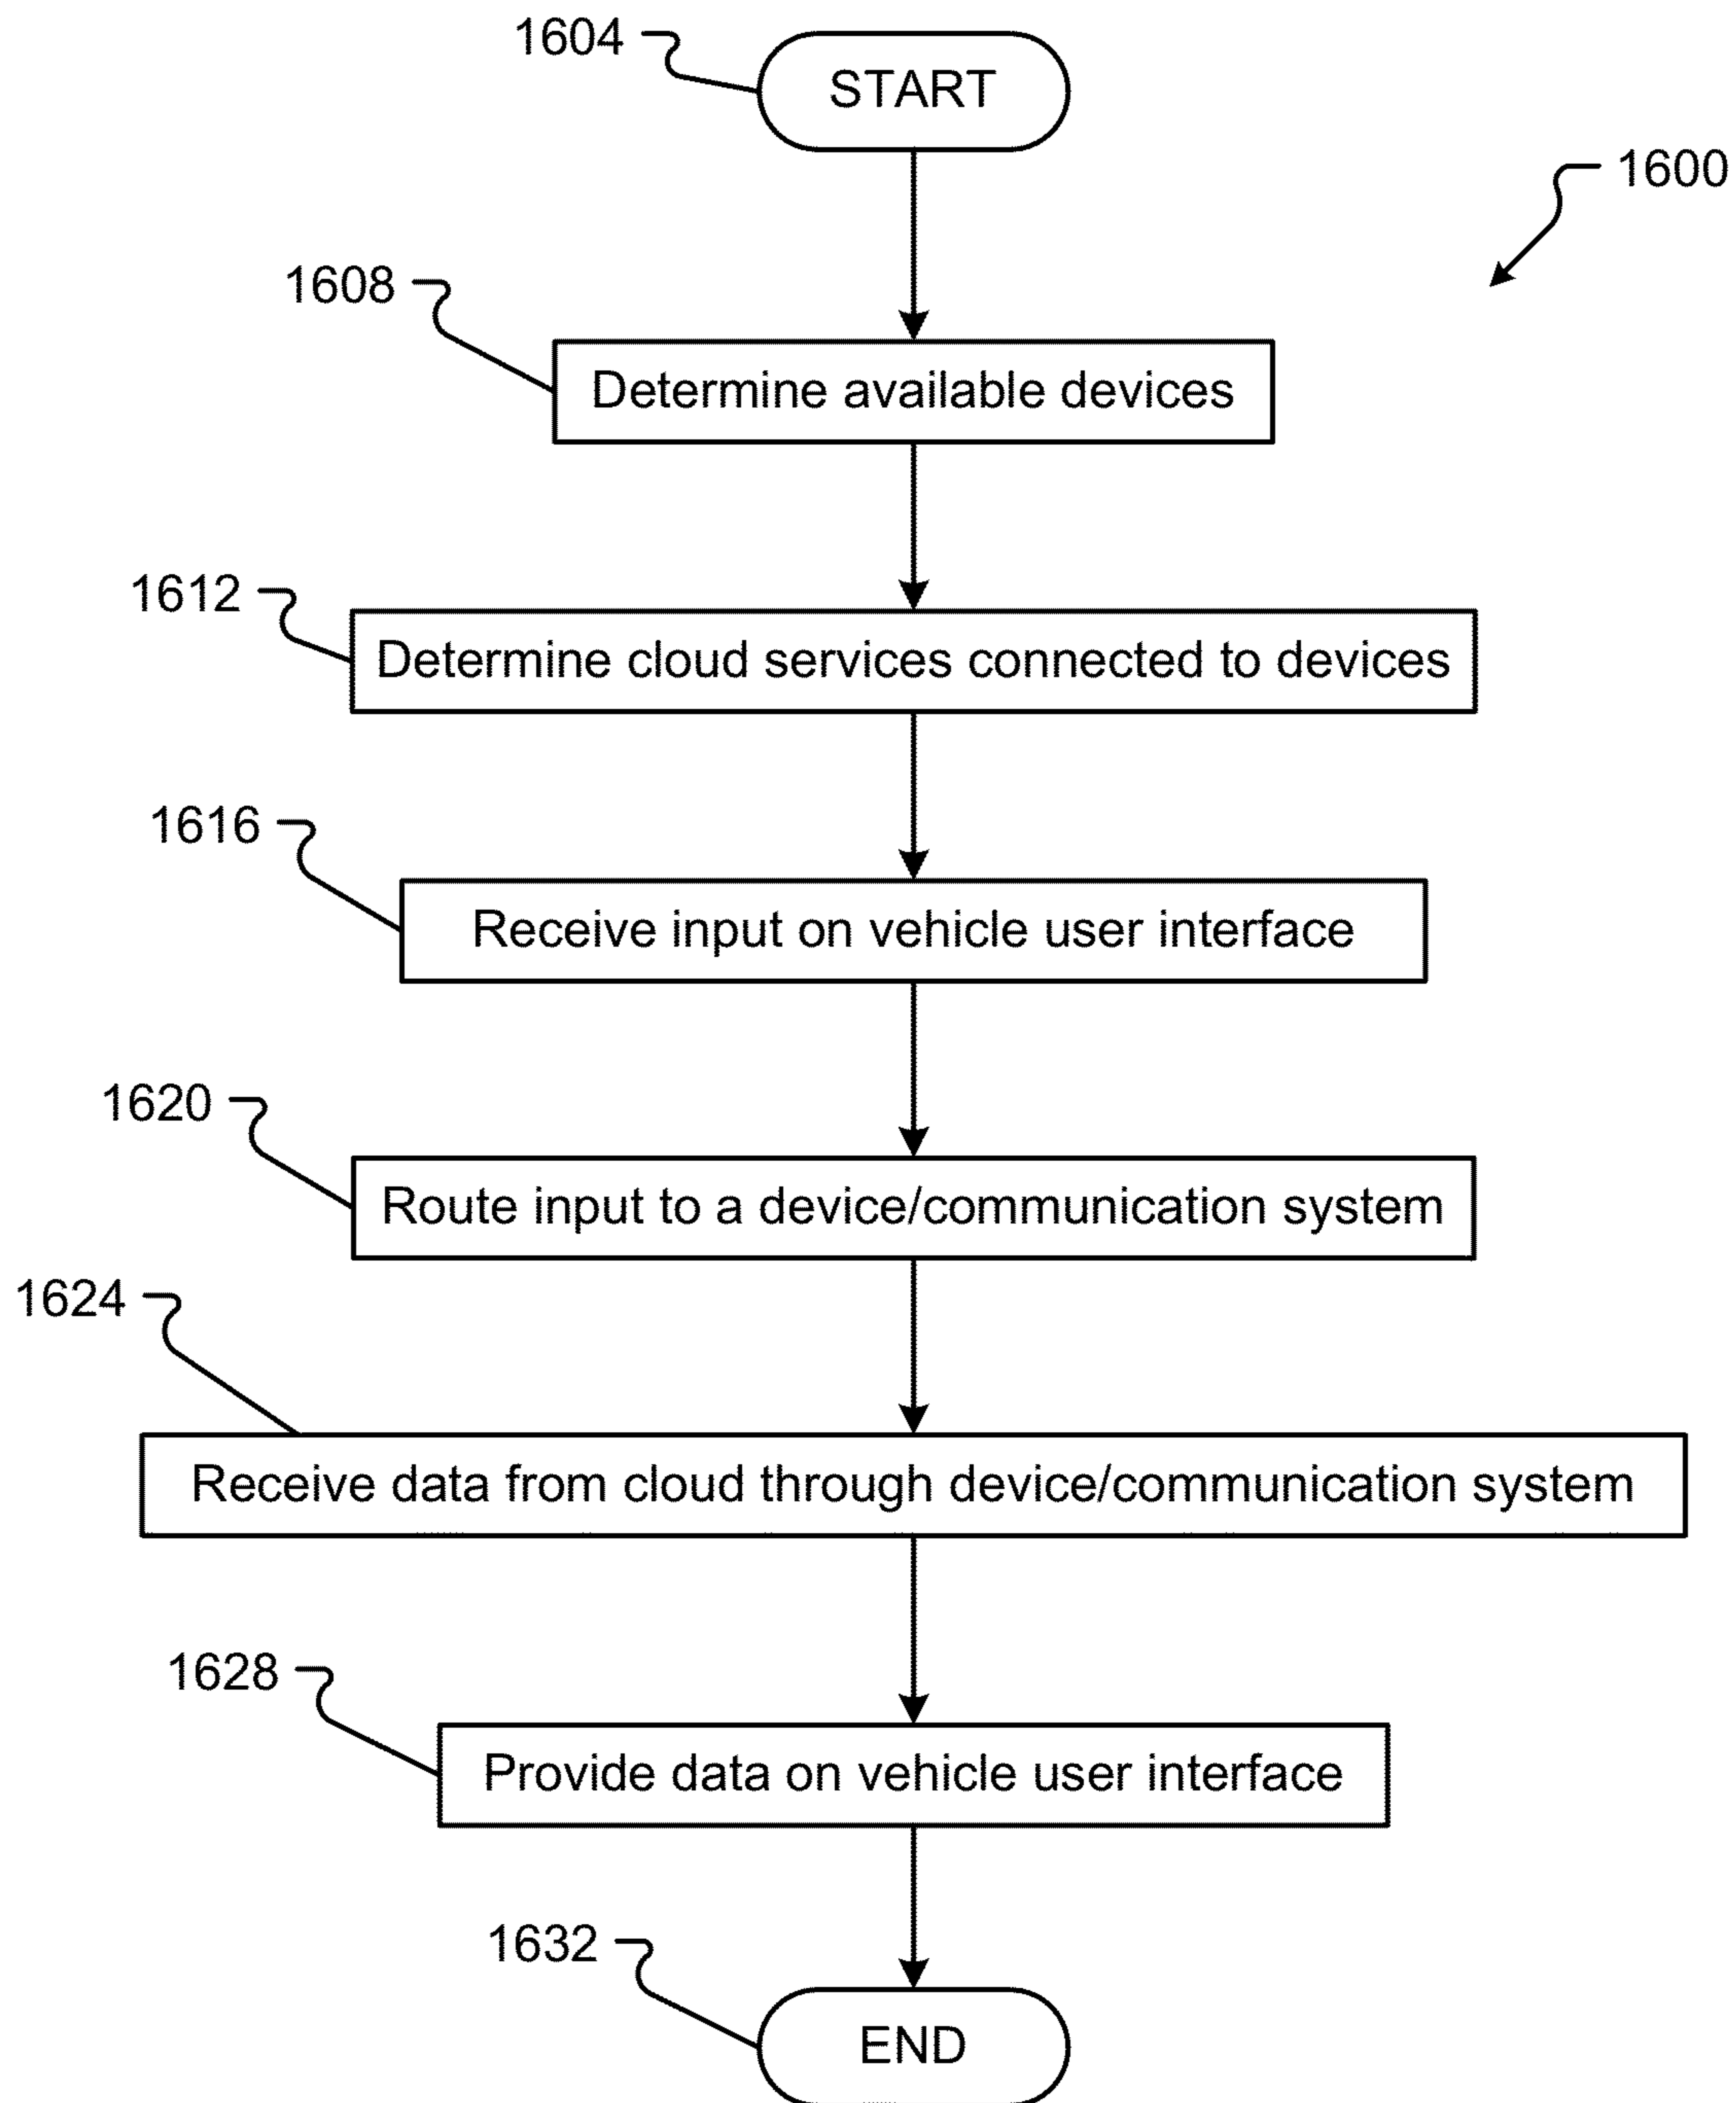 1604
START
1600
1608
Determine available devices
1612
Determine cloud services connected to devices
1616
Receive input on vehicle user interface
1620
Route input to a device/communication system
1624
Receive data from cloud through device/communication system
1628
Provide data on vehicle user interface
1632
END